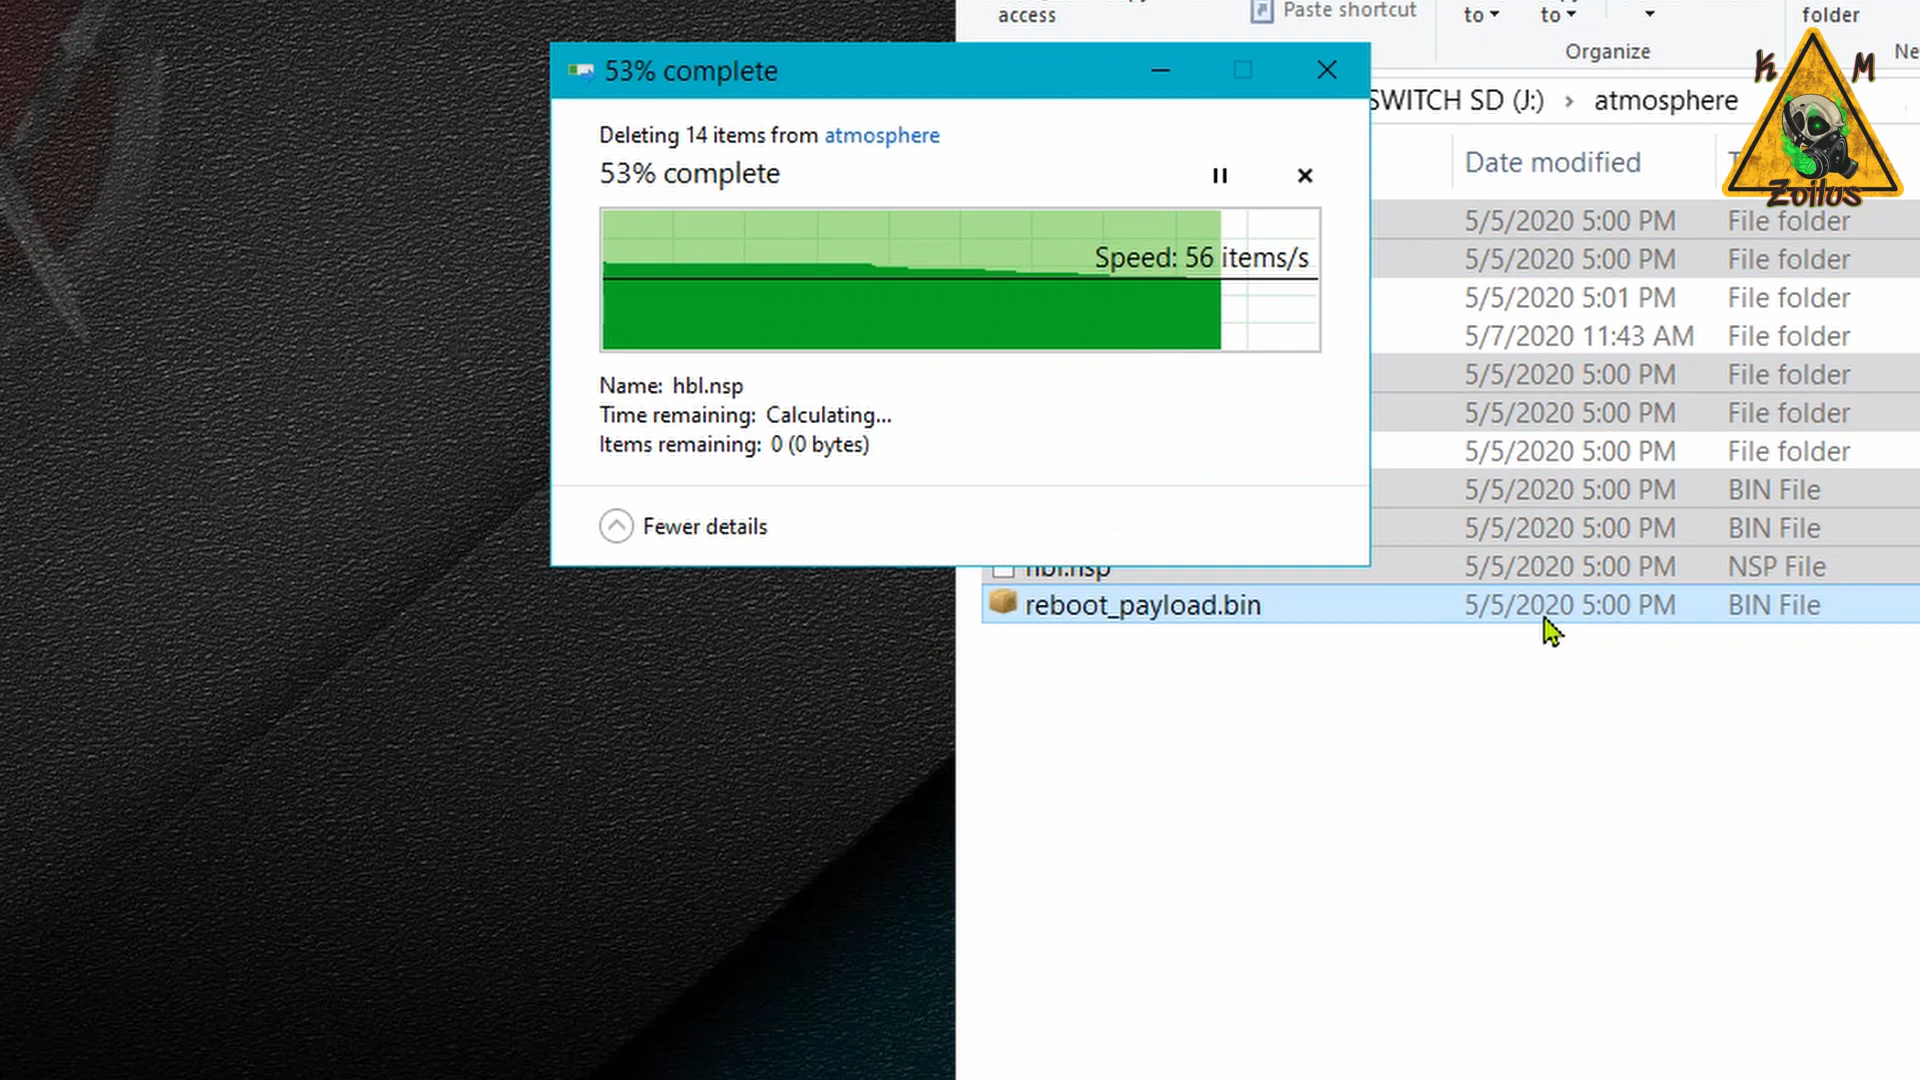 access
Paste shortcut
to
to
folder
Organize
Ne
53% complete
SWITCH SD (J:) › atmosphere
K M
Zoilus
Deleting 14 items from atmosphere
53% complete
Speed: 56 items/s
Name: hbl.nsp
Time remaining: Calculating...
Items remaining: 0 (0 bytes)
Fewer details
Date modified
5/5/2020 5:00 PM File folder
5/5/2020 5:00 PM File folder
5/5/2020 5:01 PM File folder
5/7/2020 11:43 AM File folder
5/5/2020 5:00 PM File folder
5/5/2020 5:00 PM File folder
5/5/2020 5:00 PM File folder
5/5/2020 5:00 PM BIN File
5/5/2020 5:00 PM BIN File
hbl.nsp 5/5/2020 5:00 PM NSP File
reboot_payload.bin 5/5/2020 5:00 PM BIN File